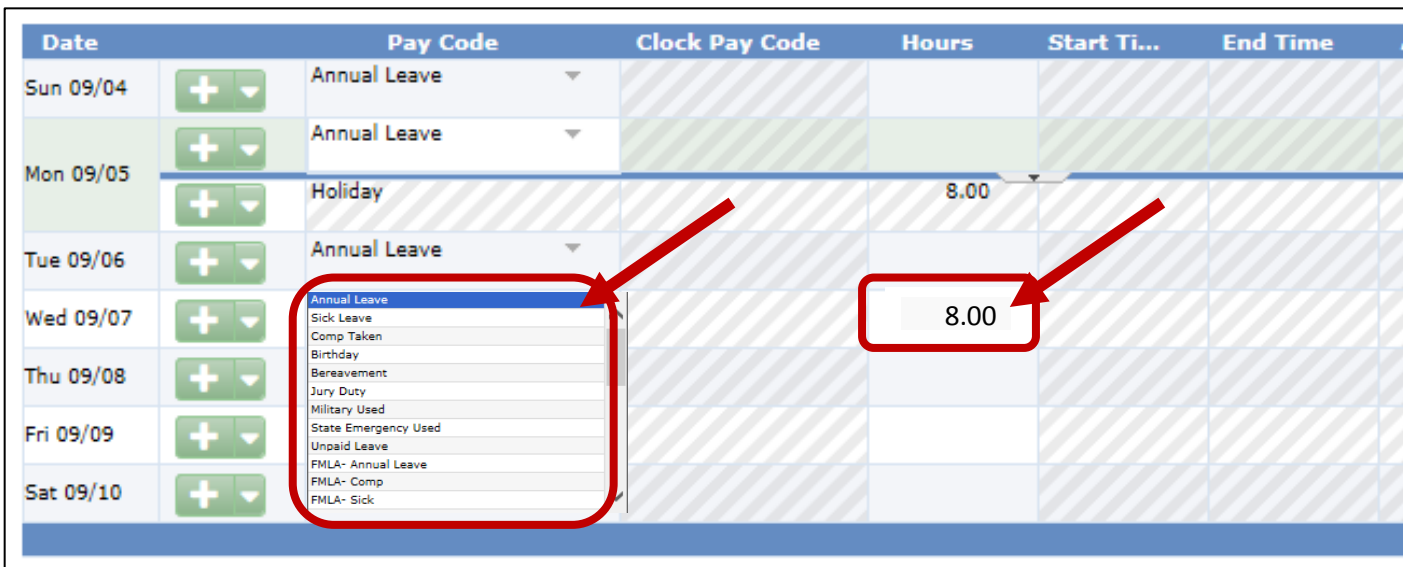 Date Pay Code Clock Pay Code Hours Start Ti... End Time
Sun 09/04 Annual Leave
Mon 09/05 Annual Leave
Holiday 8.00
Tue 09/06 Annual Leave
Wed 09/07 8.00
Annual Leave
Sick Leave
Comp Taken
Birthday
Bereavement
Jury Duty
Military Used
State Emergency Used
Unpaid Leave
FMLA- Annual Leave
FMLA- Comp
FMLA- Sick
Thu 09/08
Fri 09/09
Sat 09/10